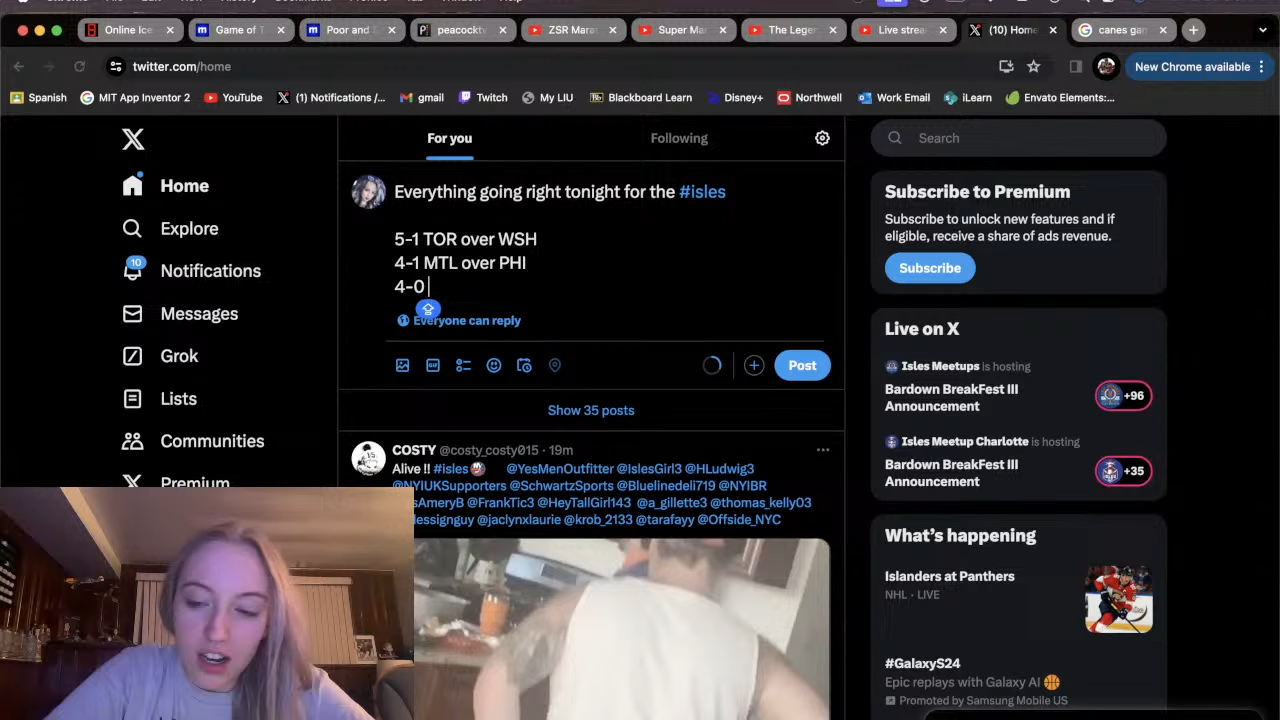 Online Ice
Game of T
Poor and
peacockt
ZSR Mara
Super Ma
The Leger
Live strea
(10) Home
canes gan
twitter.com/home
New Chrome available
Spanish
MIT App Inventor 2
YouTube
(1) Notifications /...
gmail
Twitch
My LIU
Blackboard Learn
Disney+
Northwell
Work Email
iLearn
Envato Elements:...
Home
Explore
10
Notifications
Messages
Grok
Lists
Communities
Premium
For you
Following
Everything going right tonight for the #isles
5-1 TOR over WSH
4-1 MTL over PHI
4-0
Everyone can reply
GIF
Post
Show 35 posts
COSTY @costy_costy015 · 19m
Alive !! #isles @YesMenOutfitter @IslesGirl3 @HLudwig3
@NYIUKSupporters @SchwartzSports @Bluelinedeli719 @NYIBR
sAmeryB @FrankTic3 @HeyTallGirl143 @a_gillette3 @thomas_kelly03
lessignguy @jaclynxlaurie @krob_2133 @tarafayy @Offside_NYC
Search
Subscribe to Premium
Subscribe to unlock new features and if
eligible, receive a share of ads revenue.
Subscribe
Live on X
Isles Meetups is hosting
Bardown BreakFest III
Announcement
+96
Isles Meetup Charlotte is hosting
Bardown BreakFest III
Announcement
+35
What's happening
Islanders at Panthers
NHL · LIVE
#GalaxyS24
Epic replays with Galaxy AI
Promoted by Samsung Mobile US